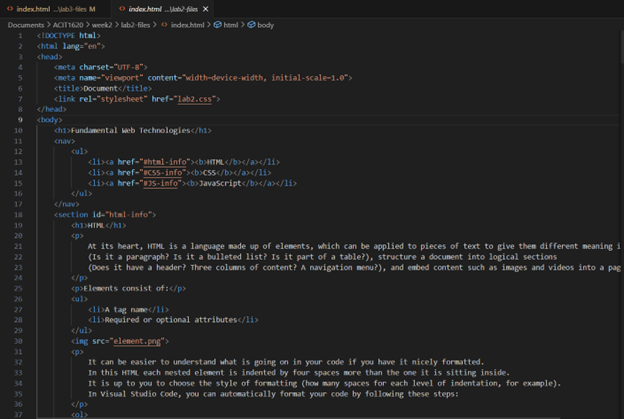 index.html ...\lab3-files M index.html ...\lab2-files ×
Documents > ACIT1620 > week2 > lab2-files > index.html > html > body
1 <!DOCTYPE html>
2 <html lang="en">
3 <head>
4 <meta charset="UTF-8">
5 <meta name="viewport" content="width=device-width, initial-scale=1.0">
6 <title>Document</title>
7 <link rel="stylesheet" href="lab2.css">
8 </head>
9 <body>
10 <h1>Fundamental Web Technologies</h1>
11 <nav>
12 <ul>
13 <li><a href="#html-info"><b>HTML</b></a></li>
14 <li><a href="#CSS-info"><b>CSS</b></a></li>
15 <li><a href="#JS-info"><b>JavaScript</b></a></li>
16 </ul>
17 </nav>
18 <section id="html-info">
19 <h1>HTML</h1>
20 <p>
21 At its heart, HTML is a language made up of elements, which can be applied to pieces of text to give them different meaning i
22 (Is it a paragraph? Is it a bulleted list? Is it part of a table?), structure a document into logical sections
23 (Does it have a header? Three columns of content? A navigation menu?), and embed content such as images and videos into a pag
24 </p>
25 <p>Elements consist of:</p>
26 <ul>
27 <li>A tag name</li>
28 <li>Required or optional attributes</li>
29 </ul>
30 <img src="element.png">
31 <p>
32 It can be easier to understand what is going on in your code if you have it nicely formatted.
33 In this HTML each nested element is indented by four spaces more than the one it is sitting inside.
34 It is up to you to choose the style of formatting (how many spaces for each level of indentation, for example).
35 In Visual Studio Code, you can automatically format your code by following these steps:
36 </p>
37 <ol>